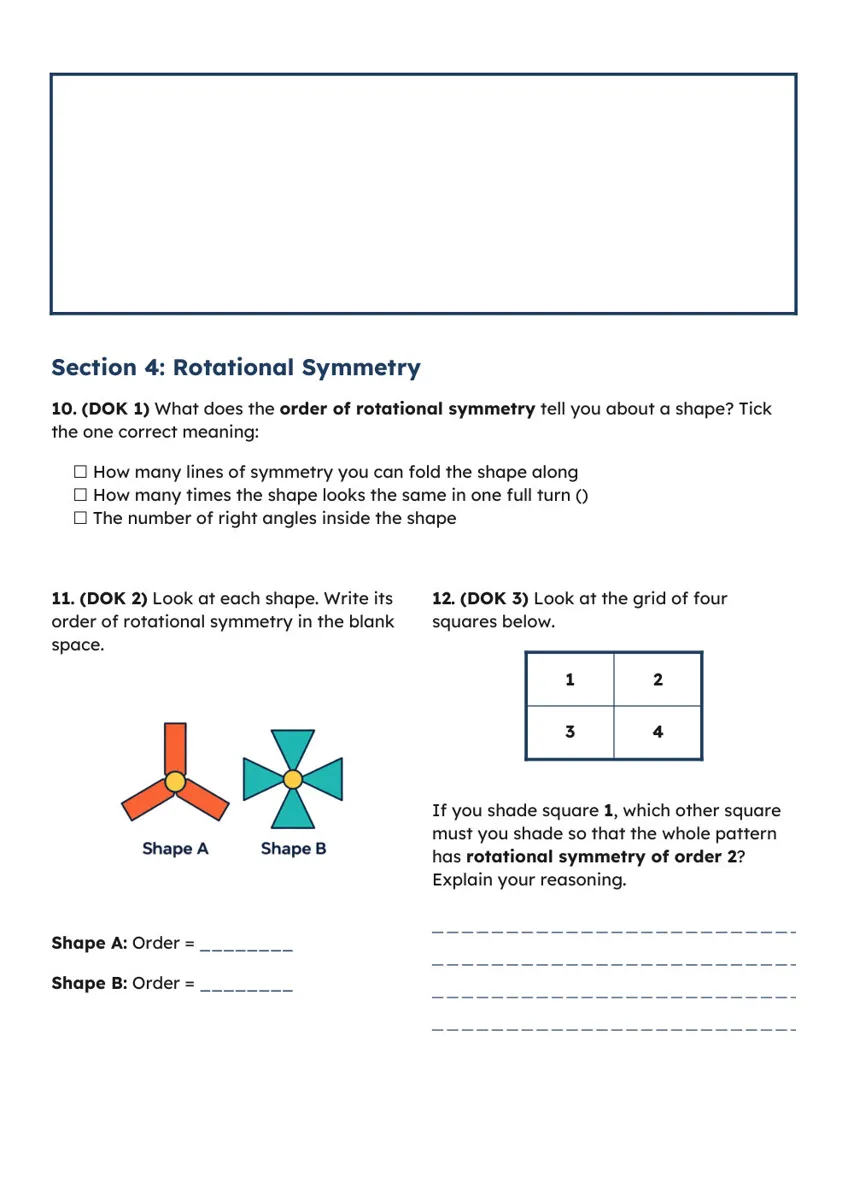 Section 4: Rotational Symmetry
10. (DOK 1) What does the order of rotational symmetry tell you about a shape? Tick
the one correct meaning:
☐ How many lines of symmetry you can fold the shape along
☐ How many times the shape looks the same in one full turn ()
☐ The number of right angles inside the shape
11. (DOK 2) Look at each shape. Write its
order of rotational symmetry in the blank
space.
Shape A
Shape B
Shape A: Order = ________
Shape B: Order = ________
12. (DOK 3) Look at the grid of four
squares below.
1 2
3 4
If you shade square 1, which other square
must you shade so that the whole pattern
has rotational symmetry of order 2?
Explain your reasoning.